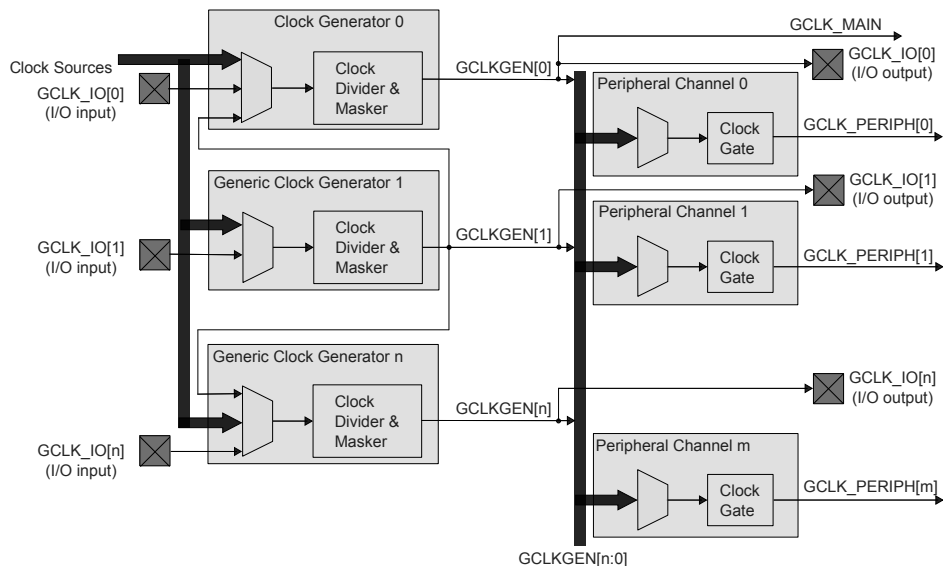 Clock Generator 0
GCLK_MAIN
GCLK_IO[0]
(I/O output)
Clock Sources
GCLK_IO[0]
(I/O input)
Clock
Divider &
Masker
GCLKGEN[0]
Peripheral Channel 0
Clock
Gate
GCLK_PERIPH[0]
Generic Clock Generator 1
GCLK_IO[1]
(I/O output)
GCLK_IO[1]
(I/O input)
Clock
Divider &
Masker
GCLKGEN[1]
Peripheral Channel 1
Clock
Gate
GCLK_PERIPH[1]
Generic Clock Generator n
GCLK_IO[n]
(I/O output)
GCLK_IO[n]
(I/O input)
Clock
Divider &
Masker
GCLKGEN[n]
Peripheral Channel m
Clock
Gate
GCLK_PERIPH[m]
GCLKGEN[n:0]